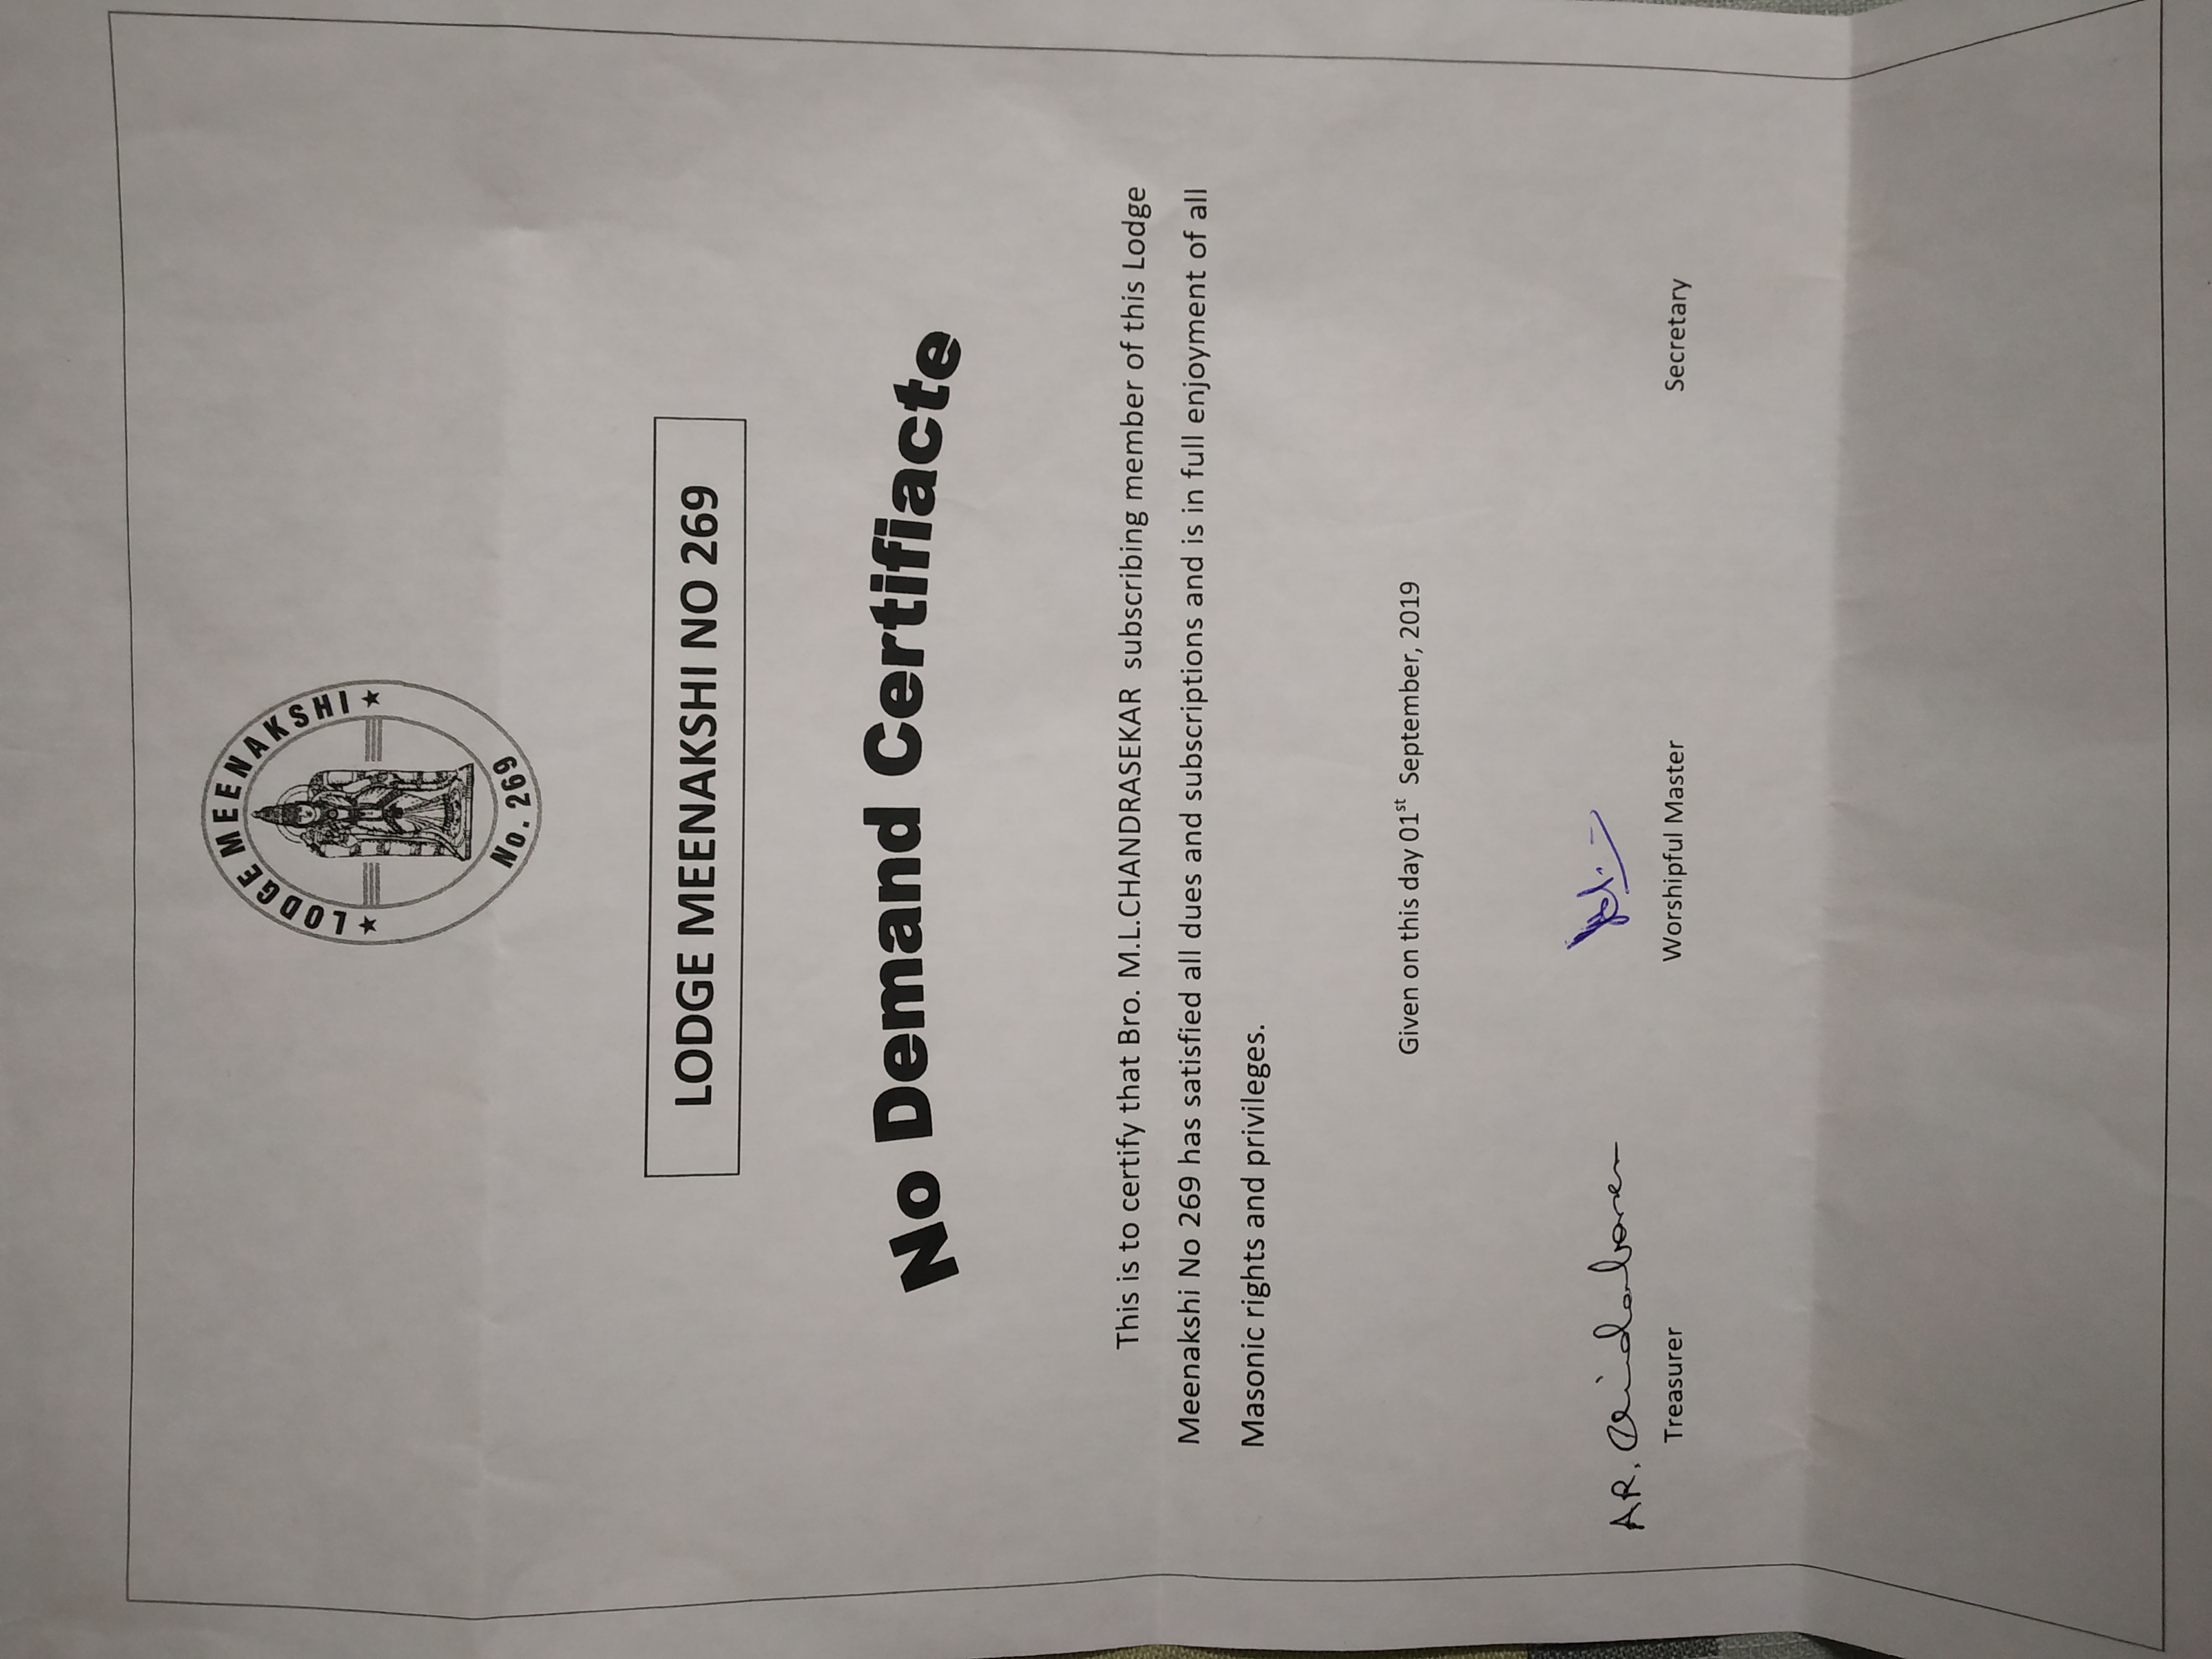 ★ LODGE MEENAKSHI ★
No. 269
LODGE MEENAKSHI NO 269
No Demand Certifiacte
This is to certify that Bro. M.L.CHANDRASEKAR subscribing member of this Lodge
Meenakshi No 269 has satisfied all dues and subscriptions and is in full enjoyment of all
Masonic rights and privileges.
Given on this day 01st September, 2019
A.R.
Treasurer Worshipful Master Secretary